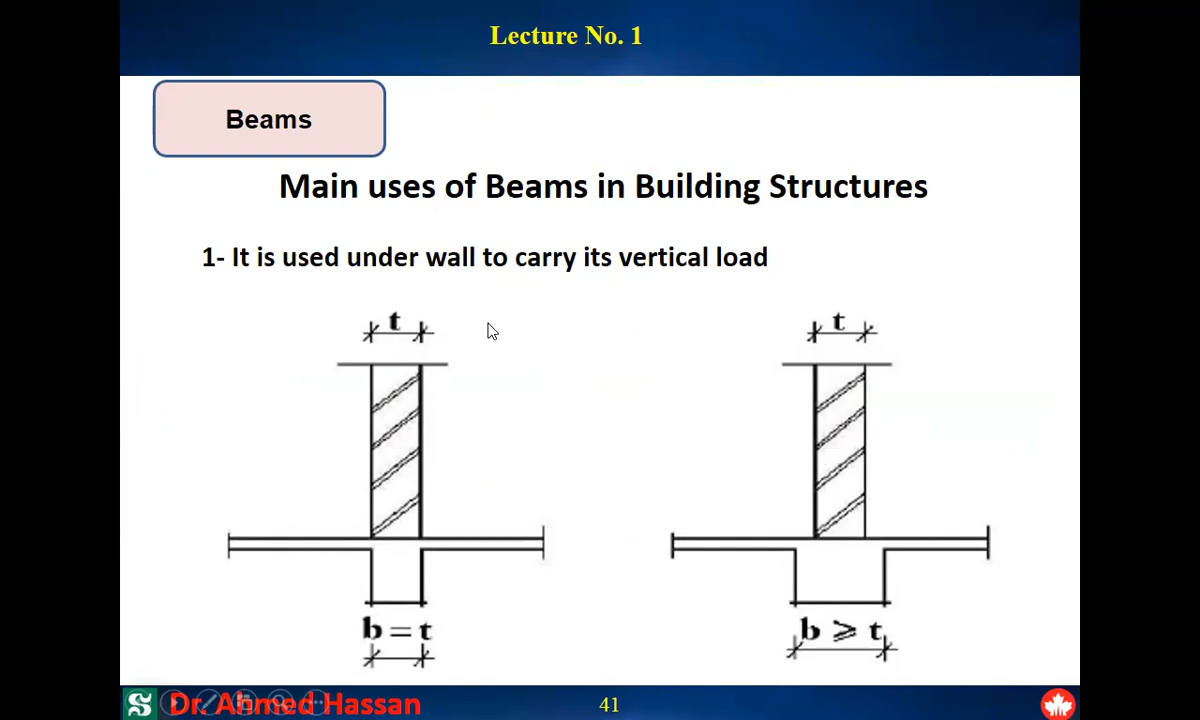 Lecture No. 1
Beams
Main uses of Beams in Building Structures
1- It is used under wall to carry its vertical load
t
t
b = t
b ⩾ t
Dr. Ahmed Hassan
41